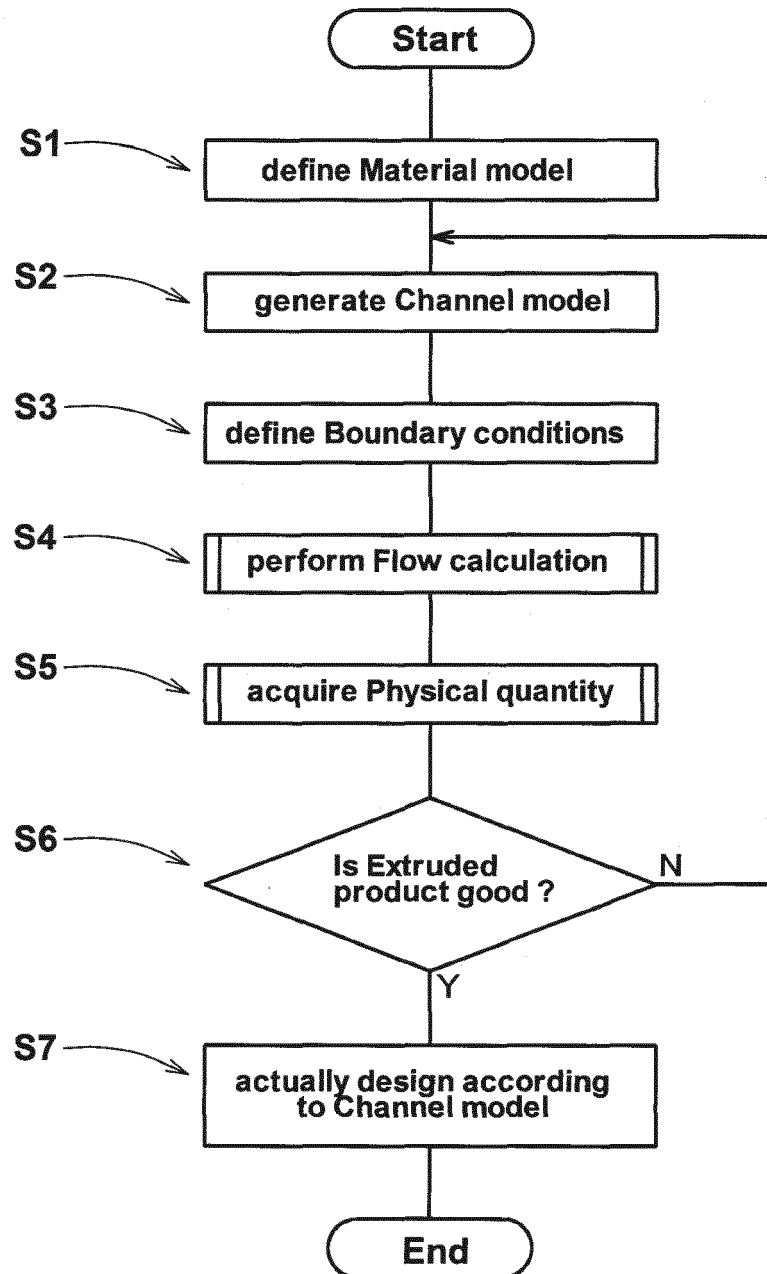 Start
S1
define Material model
S2
generate Channel model
S3
define Boundary conditions
S4
perform Flow calculation
S5
acquire Physical quantity
S6
Is Extruded
product good ?
N
Y
S7
actually design according
to Channel model
End